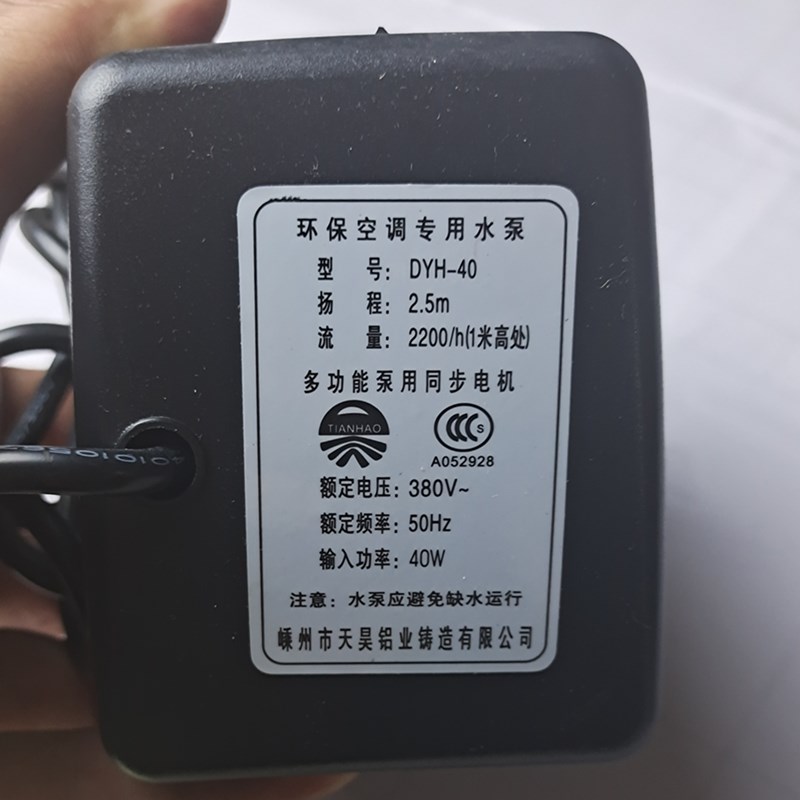 环保空调专用水泵
型 号: DYH-40
扬 程: 2.5m
流 量: 2200/h(1米高处)
多功能泵用同步电机
TIANHAO
CCC S
A052928
额定电压: 380V~
额定频率: 50Hz
输入功率: 40W
注意: 水泵应避免缺水运行
嵊州市天昊铝业铸造有限公司